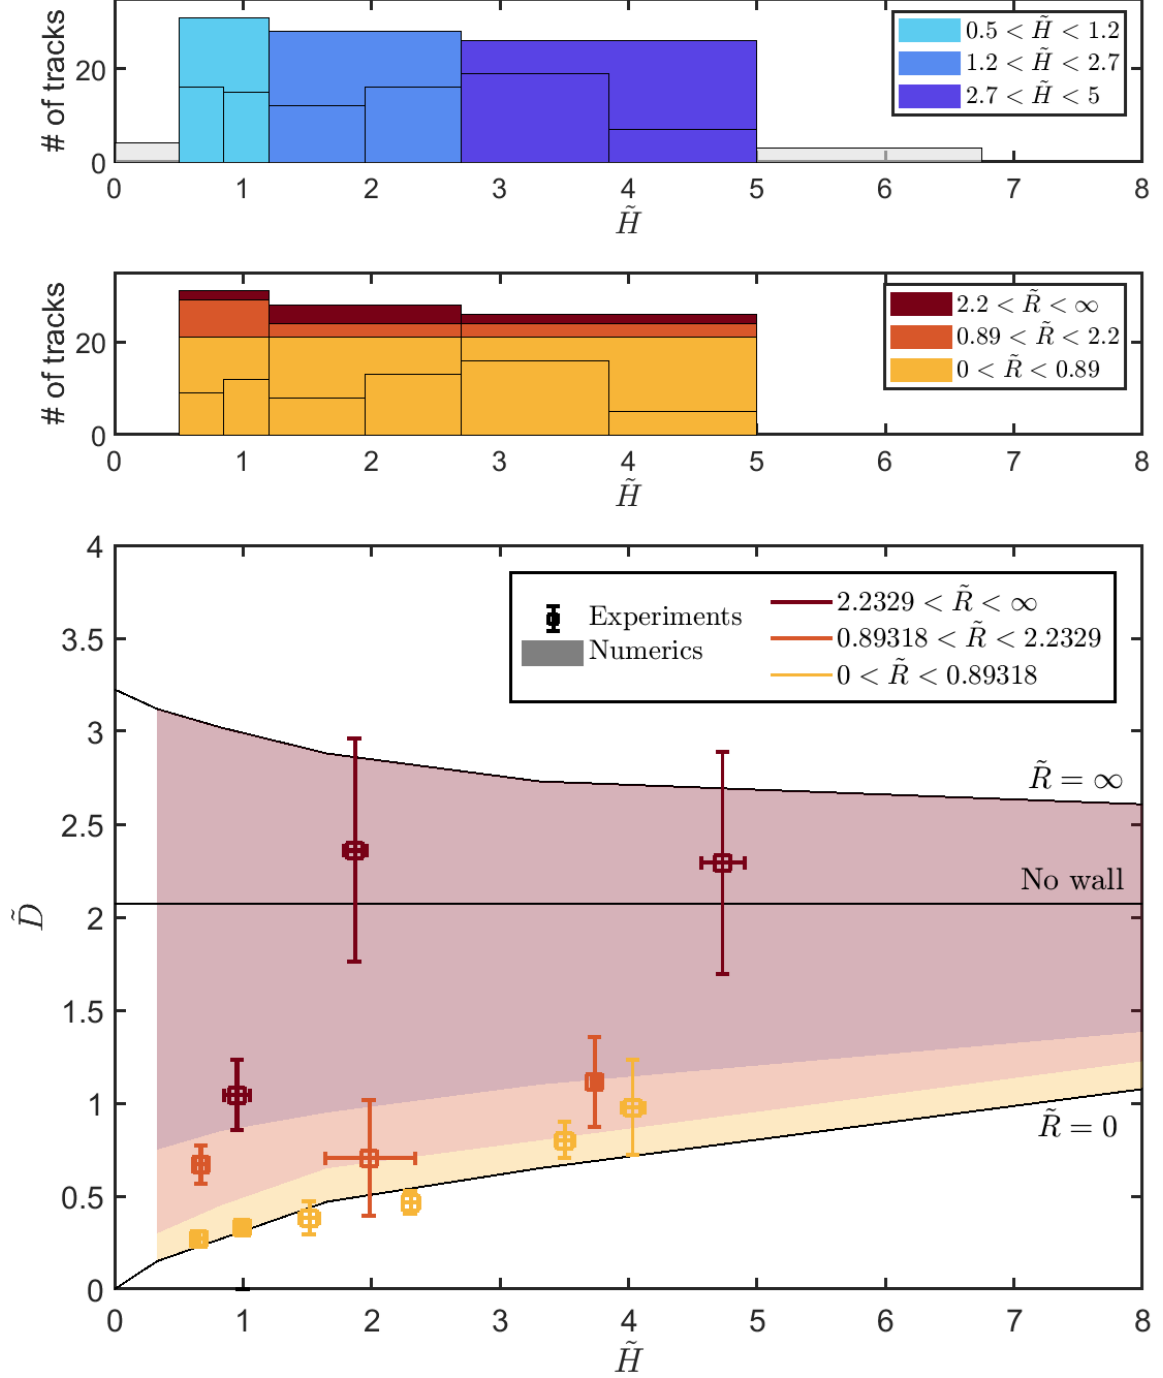 # of tracks
20
0
0.5 < H̃ < 1.2
1.2 < H̃ < 2.7
2.7 < H̃ < 5
0 1 2 3 4 5 6 7 8
H̃
# of tracks
20
0
2.2 < R̃ < ∞
0.89 < R̃ < 2.2
0 < R̃ < 0.89
0 1 2 3 4 5 6 7 8
H̃
D̃
4
3.5
3
2.5
2
1.5
1
0.5
0
Experiments
Numerics
2.2329 < R̃ < ∞
0.89318 < R̃ < 2.2329
0 < R̃ < 0.89318
R̃ = ∞
No wall
R̃ = 0
0 1 2 3 4 5 6 7 8
H̃